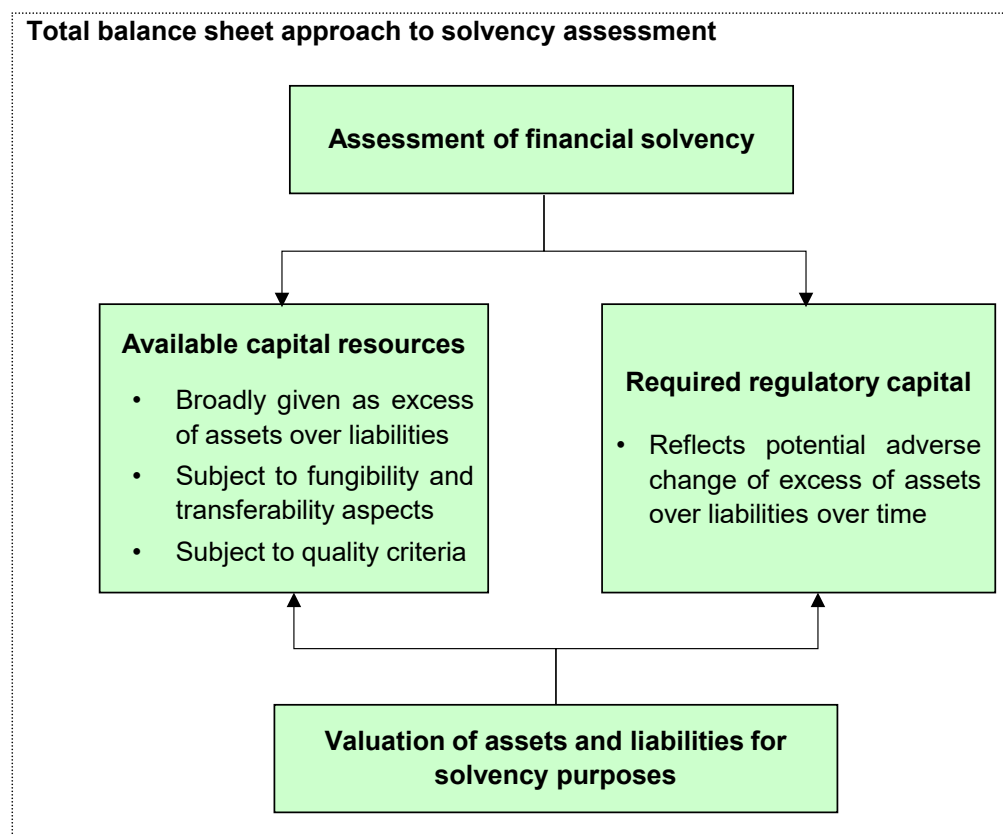 Total balance sheet approach to solvency assessment
Assessment of financial solvency
Available capital resources
• Broadly given as excess
of assets over liabilities
• Subject to fungibility and
transferability aspects
• Subject to quality criteria
Required regulatory capital
• Reflects potential adverse
change of excess of assets
over liabilities over time
Valuation of assets and liabilities for
solvency purposes